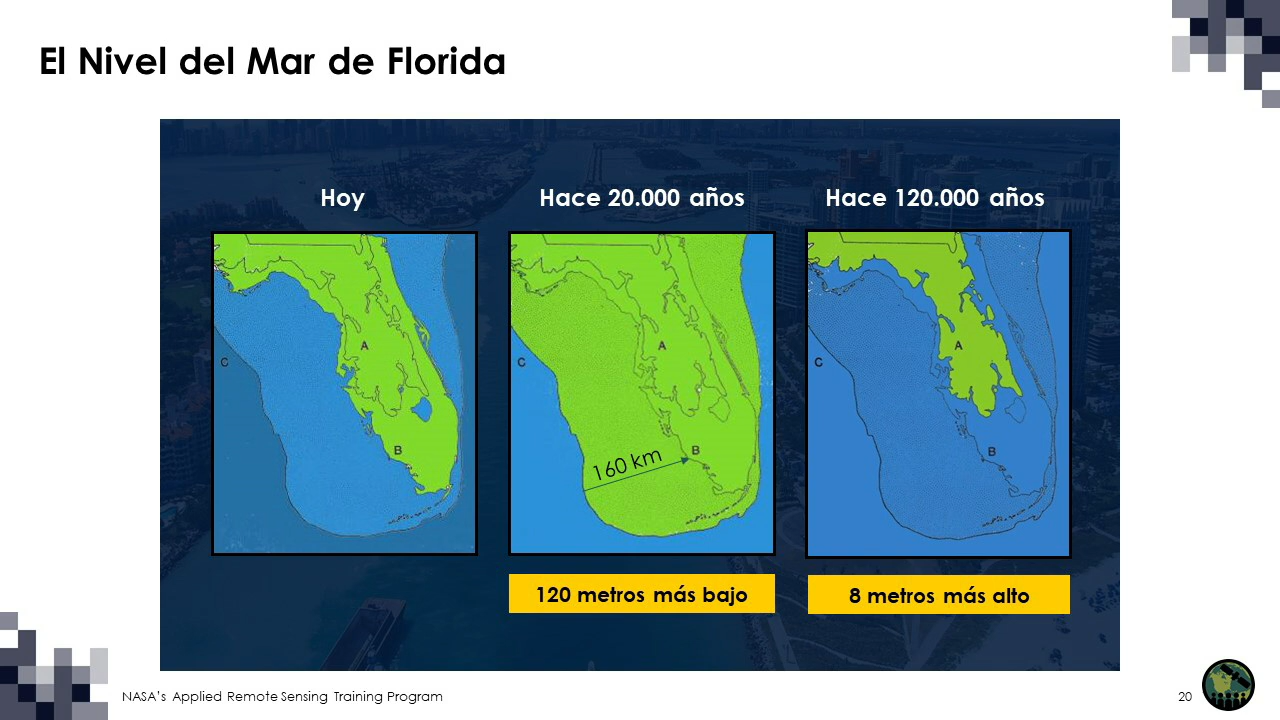 El Nivel del Mar de Florida
Hoy
Hace 20.000 años
Hace 120.000 años
A
B
C
A
B
C
160 km
A
B
C
120 metros más bajo
8 metros más alto
NASA's Applied Remote Sensing Training Program
20